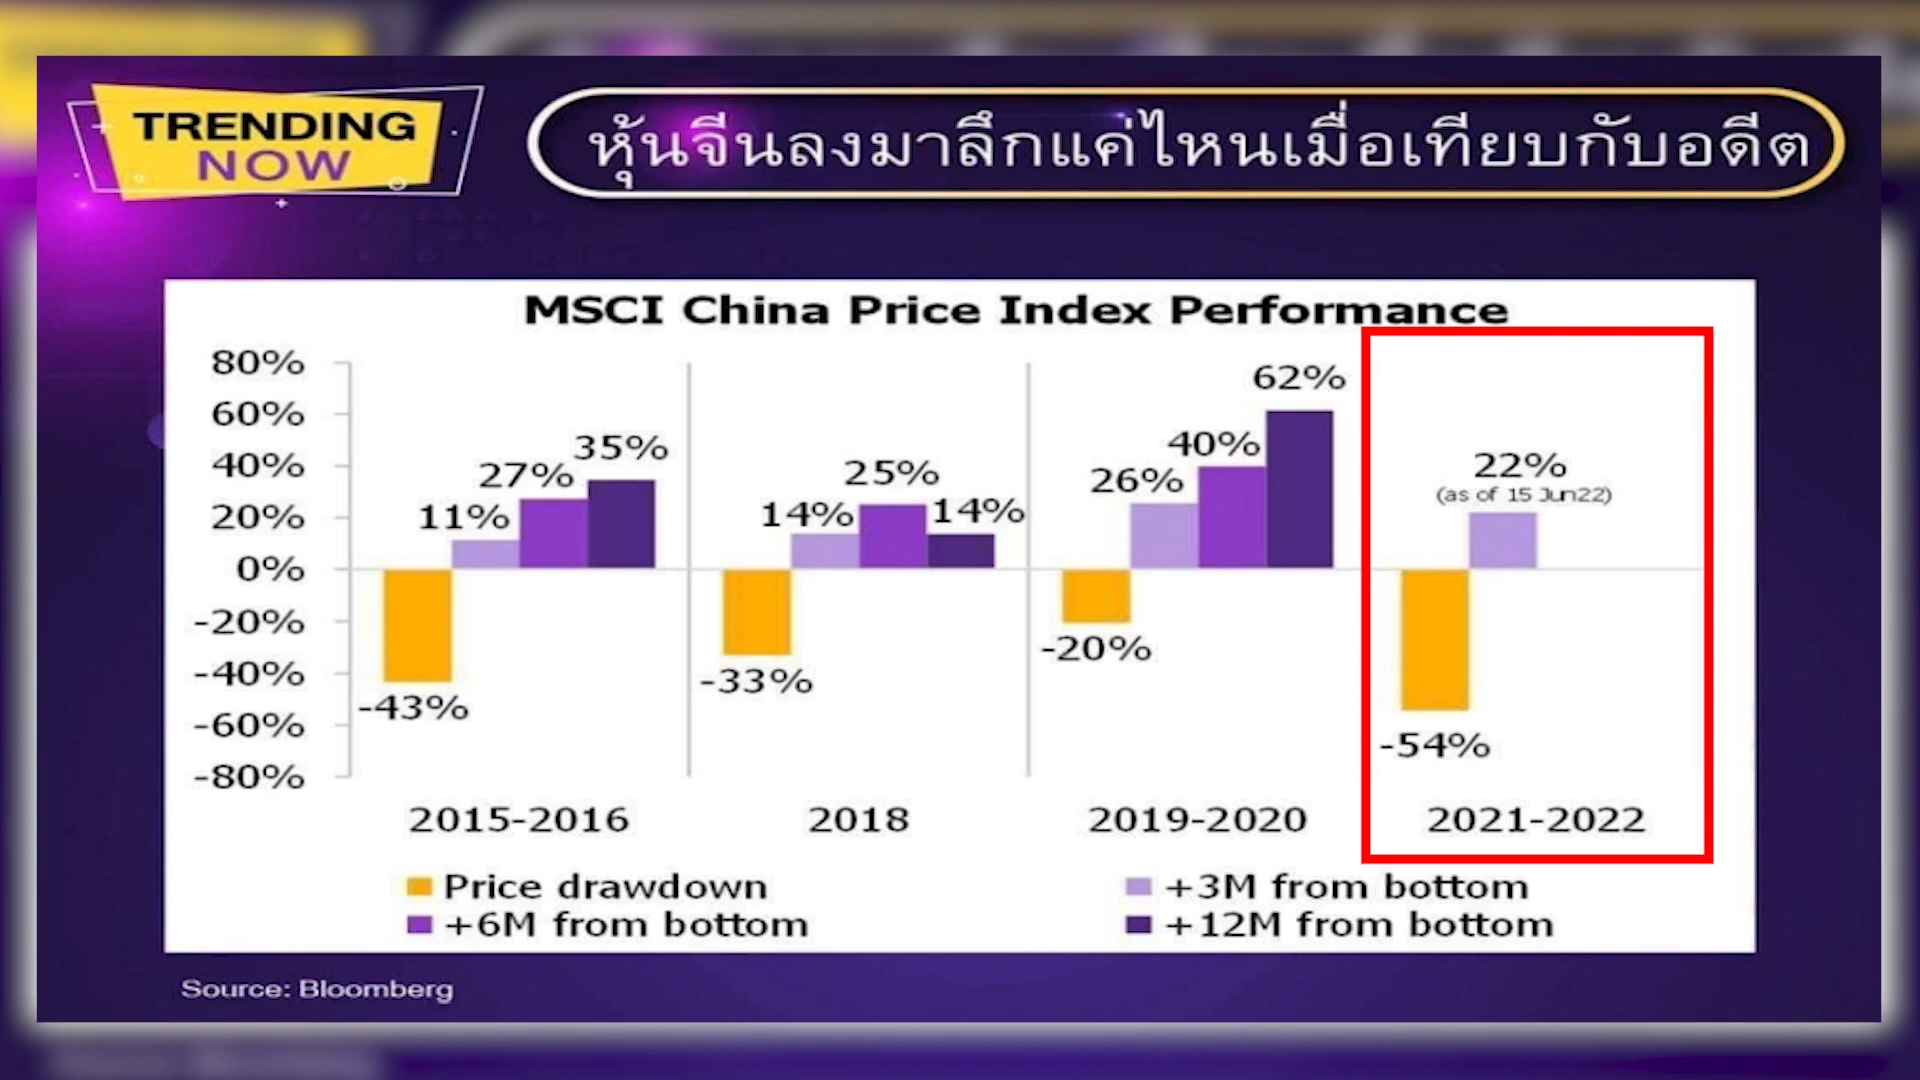 TRENDING
NOW
หุ้นจีนลงมาลึกแค่ไหนเมื่อเทียบกับอดีต
MSCI China Price Index Performance
80%
60%
40%
20%
0%
-20%
-40%
-60%
-80%
-43%
11%
27%
35%
-33%
14%
25%
14%
-20%
26%
40%
62%
-54%
22%
(as of 15 Jun22)
2015-2016
2018
2019-2020
2021-2022
Price drawdown
+3M from bottom
+6M from bottom
+12M from bottom
Source: Bloomberg